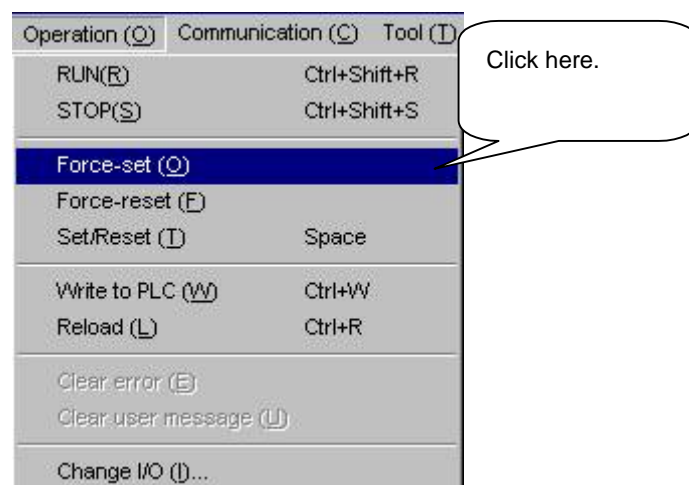 Operation (O) Communication (C) Tool (T)
Click here.
RUN(R) Ctrl+Shift+R
STOP(S) Ctrl+Shift+S
Force-set (O)
Force-reset (F)
Set/Reset (T) Space
Write to PLC (W) Ctrl+W
Reload (L) Ctrl+R
Clear error (E)
Clear user message (U)
Change I/O (I)...